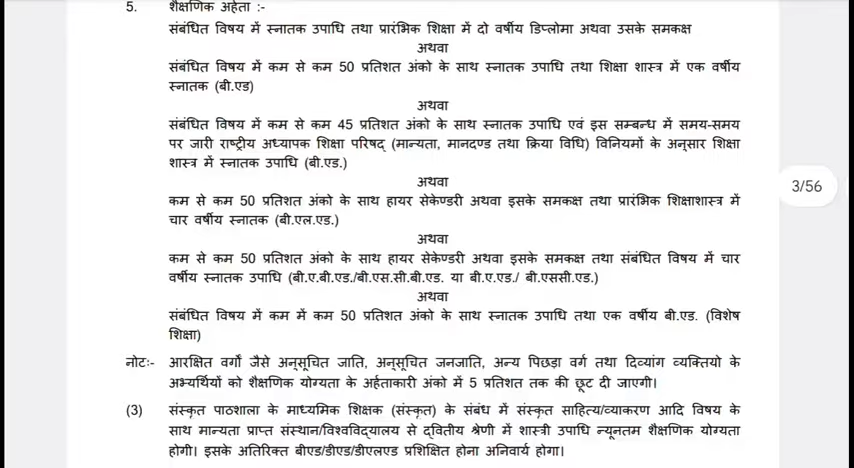 5. शैक्षणिक अर्हता :-
संबंधित विषय में स्नातक उपाधि तथा प्रारंभिक शिक्षा में दो वर्षीय डिप्लोमा अथवा उसके समकक्ष
अथवा
संबंधित विषय में कम से कम 50 प्रतिशत अंको के साथ स्नातक उपाधि तथा शिक्षा शास्त्र में एक वर्षीय
स्नातक (बी.एड)
अथवा
संबंधित विषय में कम से कम 45 प्रतिशत अंको के साथ स्नातक उपाधि एवं इस सम्बन्ध में समय-समय
पर जारी राष्ट्रीय अध्यापक शिक्षा परिषद् (मान्यता, मानदण्ड तथा क्रिया विधि) विनियमों के अनुसार शिक्षा
शास्त्र में स्नातक उपाधि (बी.एड.)
अथवा
3/56
कम से कम 50 प्रतिशत अंको के साथ हायर सेकेण्डरी अथवा इसके समकक्ष तथा प्रारंभिक शिक्षाशास्त्र में
चार वर्षीय स्नातक (बी.एल.एड.)
अथवा
कम से कम 50 प्रतिशत अंको के साथ हायर सेकेण्डरी अथवा इसके समकक्ष तथा संबंधित विषय में चार
वर्षीय स्नातक उपाधि (बी.ए.बी.एड./बी.एस.सी.बी.एड. या बी.ए.एड./ बी.एससी.एड.)
अथवा
संबंधित विषय में कम में कम 50 प्रतिशत अंको के साथ स्नातक उपाधि तथा एक वर्षीय बी.एड. (विशेष
शिक्षा)
नोटः- आरक्षित वर्गों जैसे अनुसूचित जाति, अनुसूचित जनजाति, अन्य पिछड़ा वर्ग तथा दिव्यांग व्यक्तियो के
अभ्यर्थियों को शैक्षणिक योग्यता के अर्हताकारी अंको में 5 प्रतिशत तक की छूट दी जाएगी।
(3) संस्कृत पाठशाला के माध्यमिक शिक्षक (संस्कृत) के संबंध में संस्कृत साहित्य/व्याकरण आदि विषय के
साथ मान्यता प्राप्त संस्थान/विश्वविद्यालय से द्वितीय श्रेणी में शास्त्री उपाधि न्यूनतम शैक्षणिक योग्यता
होगी। इसके अतिरिक्त बीएड/डीएड/डीएलएड प्रशिक्षित होना अनिवार्य होगा।